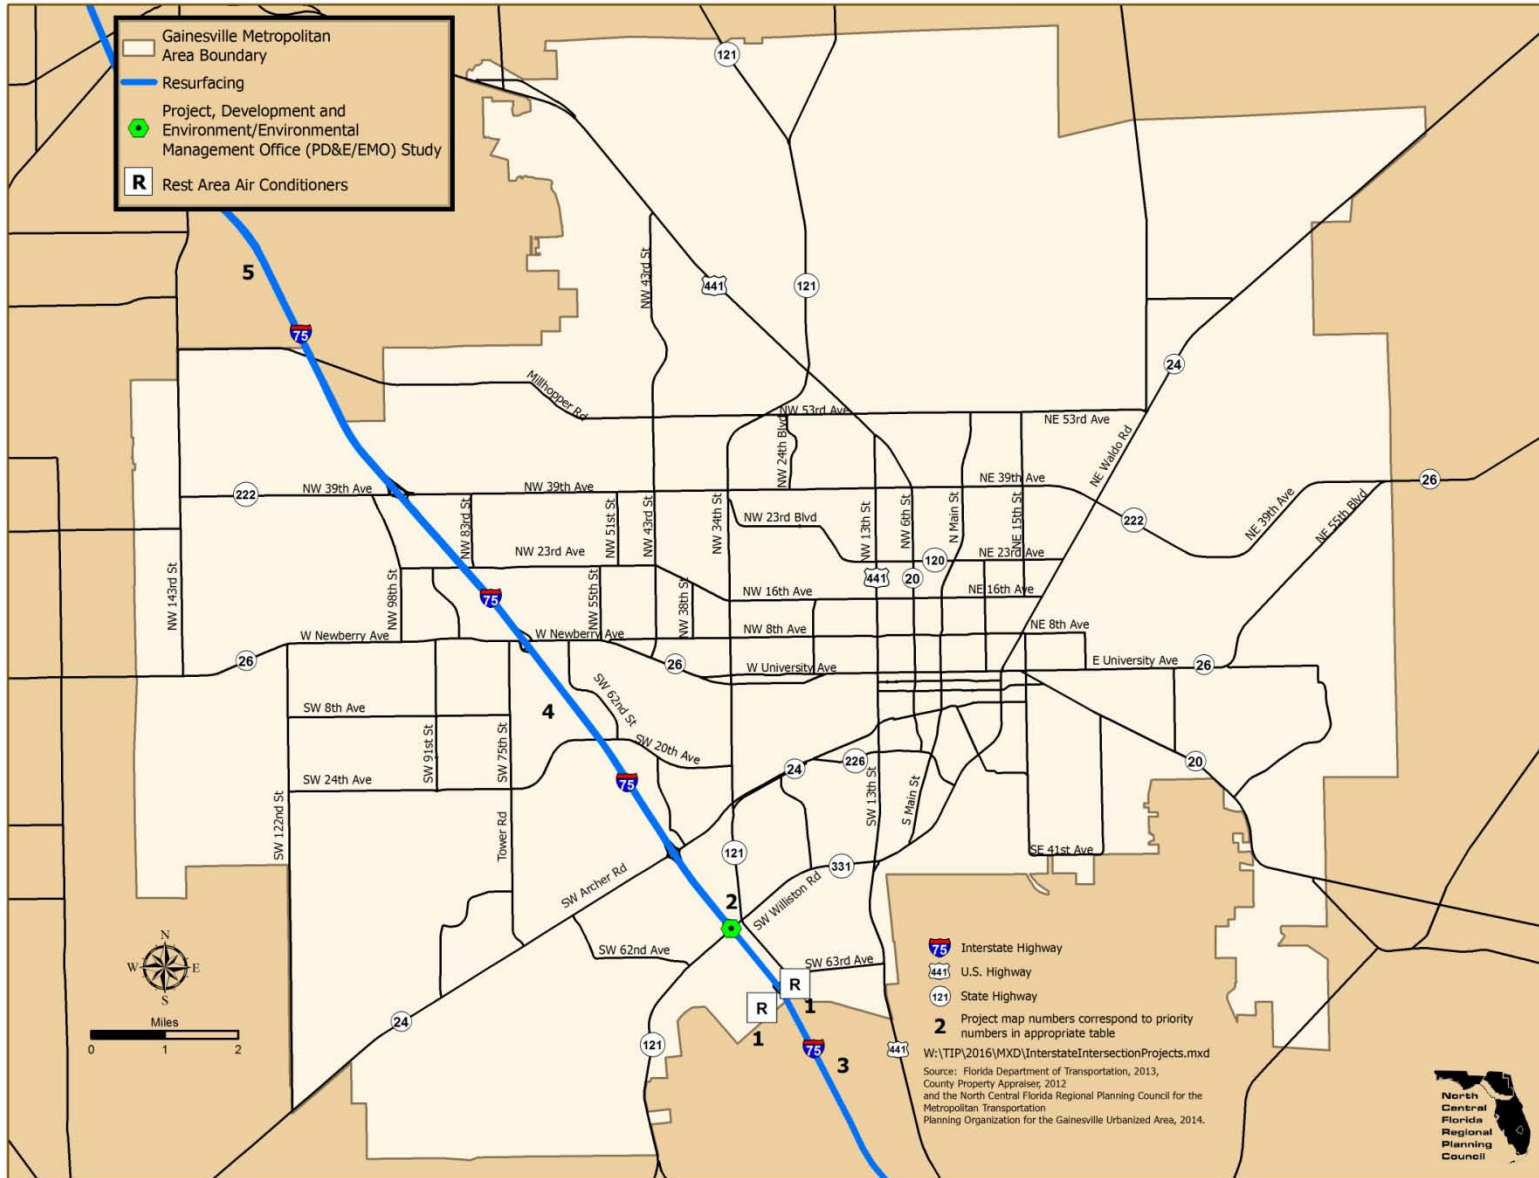 Gainesville Metropolitan
Area Boundary
Resurfacing
Project, Development and
Environment/Environmental
Management Office (PD&E/EMO) Study
R
Rest Area Air Conditioners
121
5
75
NW 43rd St
441
121
24
Millhopper Rd
NW 53rd Ave
NE 53rd Ave
NW 24th Blvd
NE Waldo Rd
222
NW 39th Ave
NW 39th Ave
NE 39th Ave
26
NW 83rd St
NW 51st St
NW 43rd St
NW 34th St
NW 23rd Blvd
NW 13th St
NW 6th St
N Main St
NE 15th St
222
NE 39th Ave
NE 55th Blvd
NW 23rd Ave
120
NE 23rd Ave
NW 143rd St
NW 98th St
75
NW 55th St
NW 38th St
441
20
NW 16th Ave
NE 16th Ave
W Newberry Ave
W Newberry Ave
NW 8th Ave
NE 8th Ave
26
26
W University Ave
E University Ave
26
SW 62nd St
SW 8th Ave
4
SW 91st St
SW 75th St
SW 20th Ave
SW 24th Ave
75
24
226
20
SW 13th St
S Main St
SW 122nd St
Tower Rd
121
331
SE 41st Ave
SW Archer Rd
SW Williston Rd
2
SW 62nd Ave
SW 63rd Ave
R
R
1
1
24
121
75
3
441
N
W
E
S
Miles
0
1
2
75
Interstate Highway
441
U.S. Highway
121
State Highway
2
Project map numbers correspond to priority
numbers in appropriate table
W:\TIP\2016\MXD\InterstateIntersectionProjects.mxd
Source: Florida Department of Transportation, 2013,
County Property Appraiser, 2012
and the North Central Florida Regional Planning Council for the
Metropolitan Transportation
Planning Organization for the Gainesville Urbanized Area, 2014.
North
Central
Florida
Regional
Planning
Council